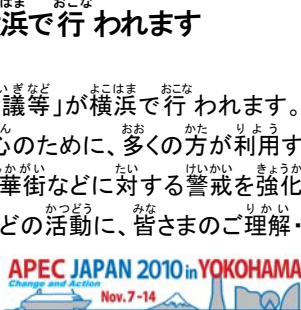 浜で行われます
議等」が横浜で行われます。
心のために、多くの方が利用す
華街などに対する警戒を強化
どの活動に、皆さまのご理解・
APEC JAPAN 2010 in YOKOHAMA
Change and Action
Nov. 7-14